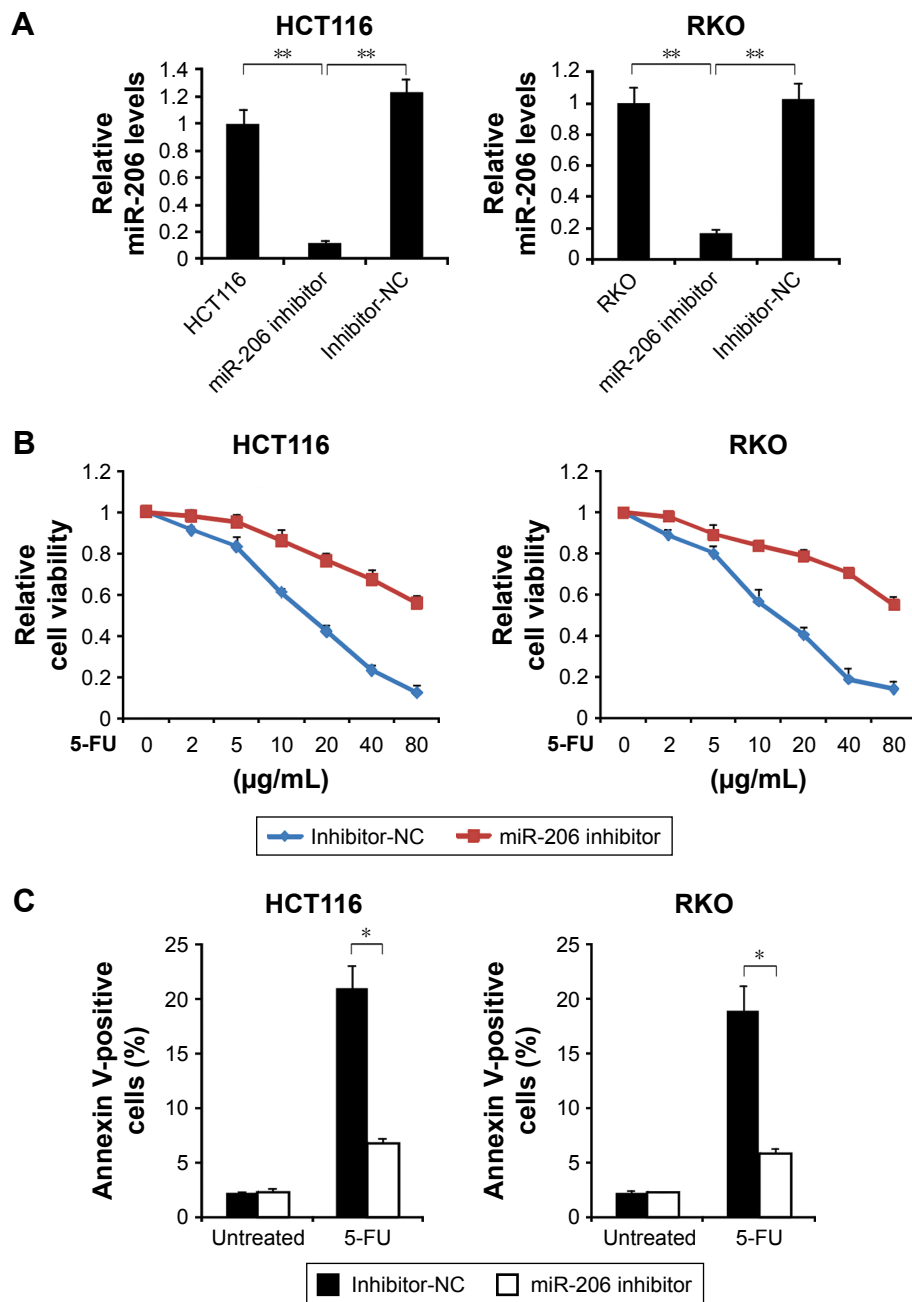 A
HCT116
RKO
** **
** **
Relative
miR-206 levels
1.4
1.2
1
0.8
0.6
0.4
0.2
0
HCT116
miR-206 inhibitor
Inhibitor-NC
Relative
miR-206 levels
1.2
1
0.8
0.6
0.4
0.2
0
RKO
miR-206 inhibitor
Inhibitor-NC
B
HCT116
RKO
Relative
cell viability
1.2
1
0.8
0.6
0.4
0.2
0
5-FU 0 2 5 10 20 40 80
(µg/mL)
Relative
cell viability
1.2
1
0.8
0.6
0.4
0.2
0
5-FU 0 2 5 10 20 40 80
(µg/mL)
Inhibitor-NC miR-206 inhibitor
C
HCT116
RKO
Annexin V-positive
cells (%)
25
20
15
10
5
0
*
Untreated 5-FU
Annexin V-positive
cells (%)
25
20
15
10
5
0
*
Untreated 5-FU
Inhibitor-NC miR-206 inhibitor